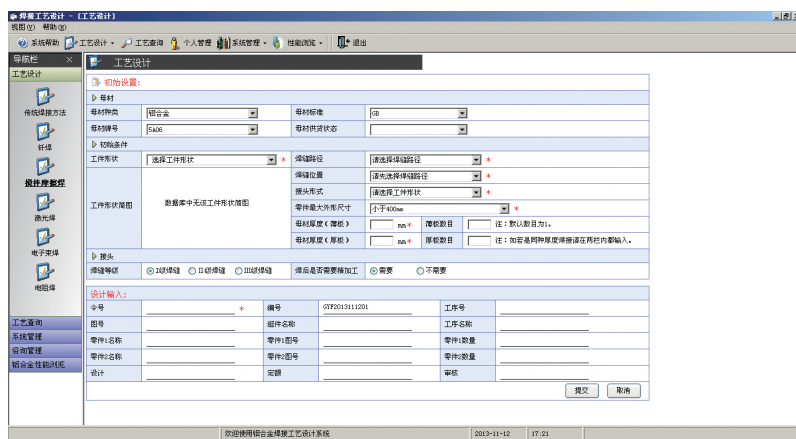 焊接工艺设计 - [工艺设计]
视图(V) 帮助(H)
系统帮助 工艺设计 工艺查询 个人管理 系统管理 性能浏览 退出
导航栏 ×
工艺设计
传统焊接方法
钎焊
搅拌摩擦焊
激光焊
电子束焊
电阻焊
工艺查询
系统管理
咨询管理
铝合金性能浏览
工艺设计
初始设置:
母材
母材种类 铝合金 母材标准 GB
母材牌号 5A06 母材供货状态
初始条件
工件形状 选择工件形状 * 焊缝路径 请选择焊缝路径 *
焊缝位置 请先选择焊缝路径 *
工件形状简图 数据库中无该工件形状简图 接头形式 请选择工件形状 *
零件最大外形尺寸 小于400mm *
母材厚度(薄板) mm* 薄板数目 注:默认数目为1。
母材厚度(厚板) mm* 厚板数目 注:如若是同种厚度焊接请在两栏内都输入。
接头
焊缝等级 I级焊缝 II级焊缝 III级焊缝 焊后是否需要精加工 需要 不需要
设计输入:
令号 * 编号 GYP2013111201 工序号
图号 组件名称 工序名称
零件1名称 零件1图号 零件1数量
零件2名称 零件2图号 零件2数量
设计 定额 审核
提交 取消
欢迎使用铝合金焊接工艺设计系统 2013-11-12 17:21